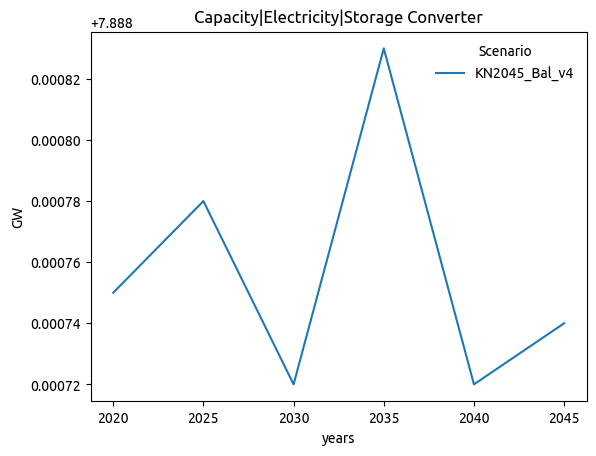 Capacity|Electricity|Storage Converter
+7.888
Scenario
KN2045_Bal_v4
0.00082
0.00080
0.00078
0.00076
0.00074
0.00072
GW
2020 2025 2030 2035 2040 2045
years